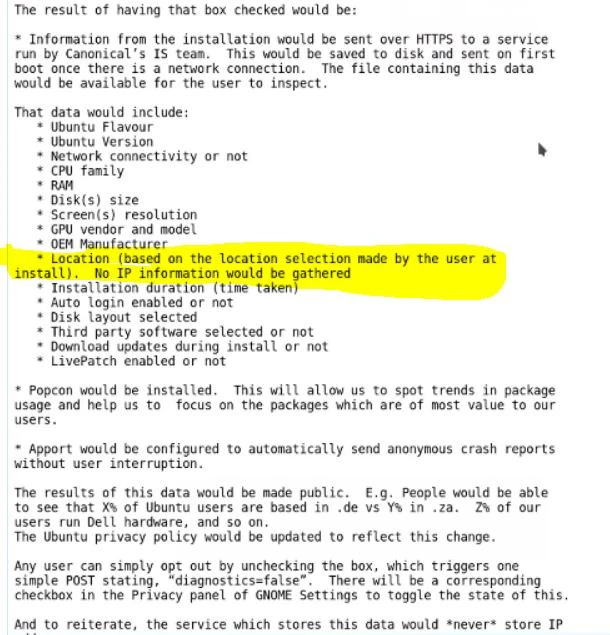 The result of having that box checked would be:
* Information from the installation would be sent over HTTPS to a service
run by Canonical's IS team.  This would be saved to disk and sent on first
boot once there is a network connection.  The file containing this data
would be available for the user to inspect.
That data would include:
* Ubuntu Flavour
* Ubuntu Version
* Network connectivity or not
* CPU family
* RAM
* Disk(s) size
* Screen(s) resolution
* GPU vendor and model
* OEM Manufacturer
* Location (based on the location selection made by the user at
install).  No IP information would be gathered
* Installation duration (time taken)
* Auto login enabled or not
* Disk layout selected
* Third party software selected or not
* Download updates during install or not
* LivePatch enabled or not
* Popcon would be installed.  This will allow us to spot trends in package
usage and help us to  focus on the packages which are of most value to our
users.
* Apport would be configured to automatically send anonymous crash reports
without user interruption.
The results of this data would be made public.  E.g. People would be able
to see that X% of Ubuntu users are based in .de vs Y% in .za.  Z% of our
users run Dell hardware, and so on.
The Ubuntu privacy policy would be updated to reflect this change.
Any user can simply opt out by unchecking the box, which triggers one
simple POST stating, "diagnostics=false".  There will be a corresponding
checkbox in the Privacy panel of GNOME Settings to toggle the state of this.
And to reiterate, the service which stores this data would *never* store IP